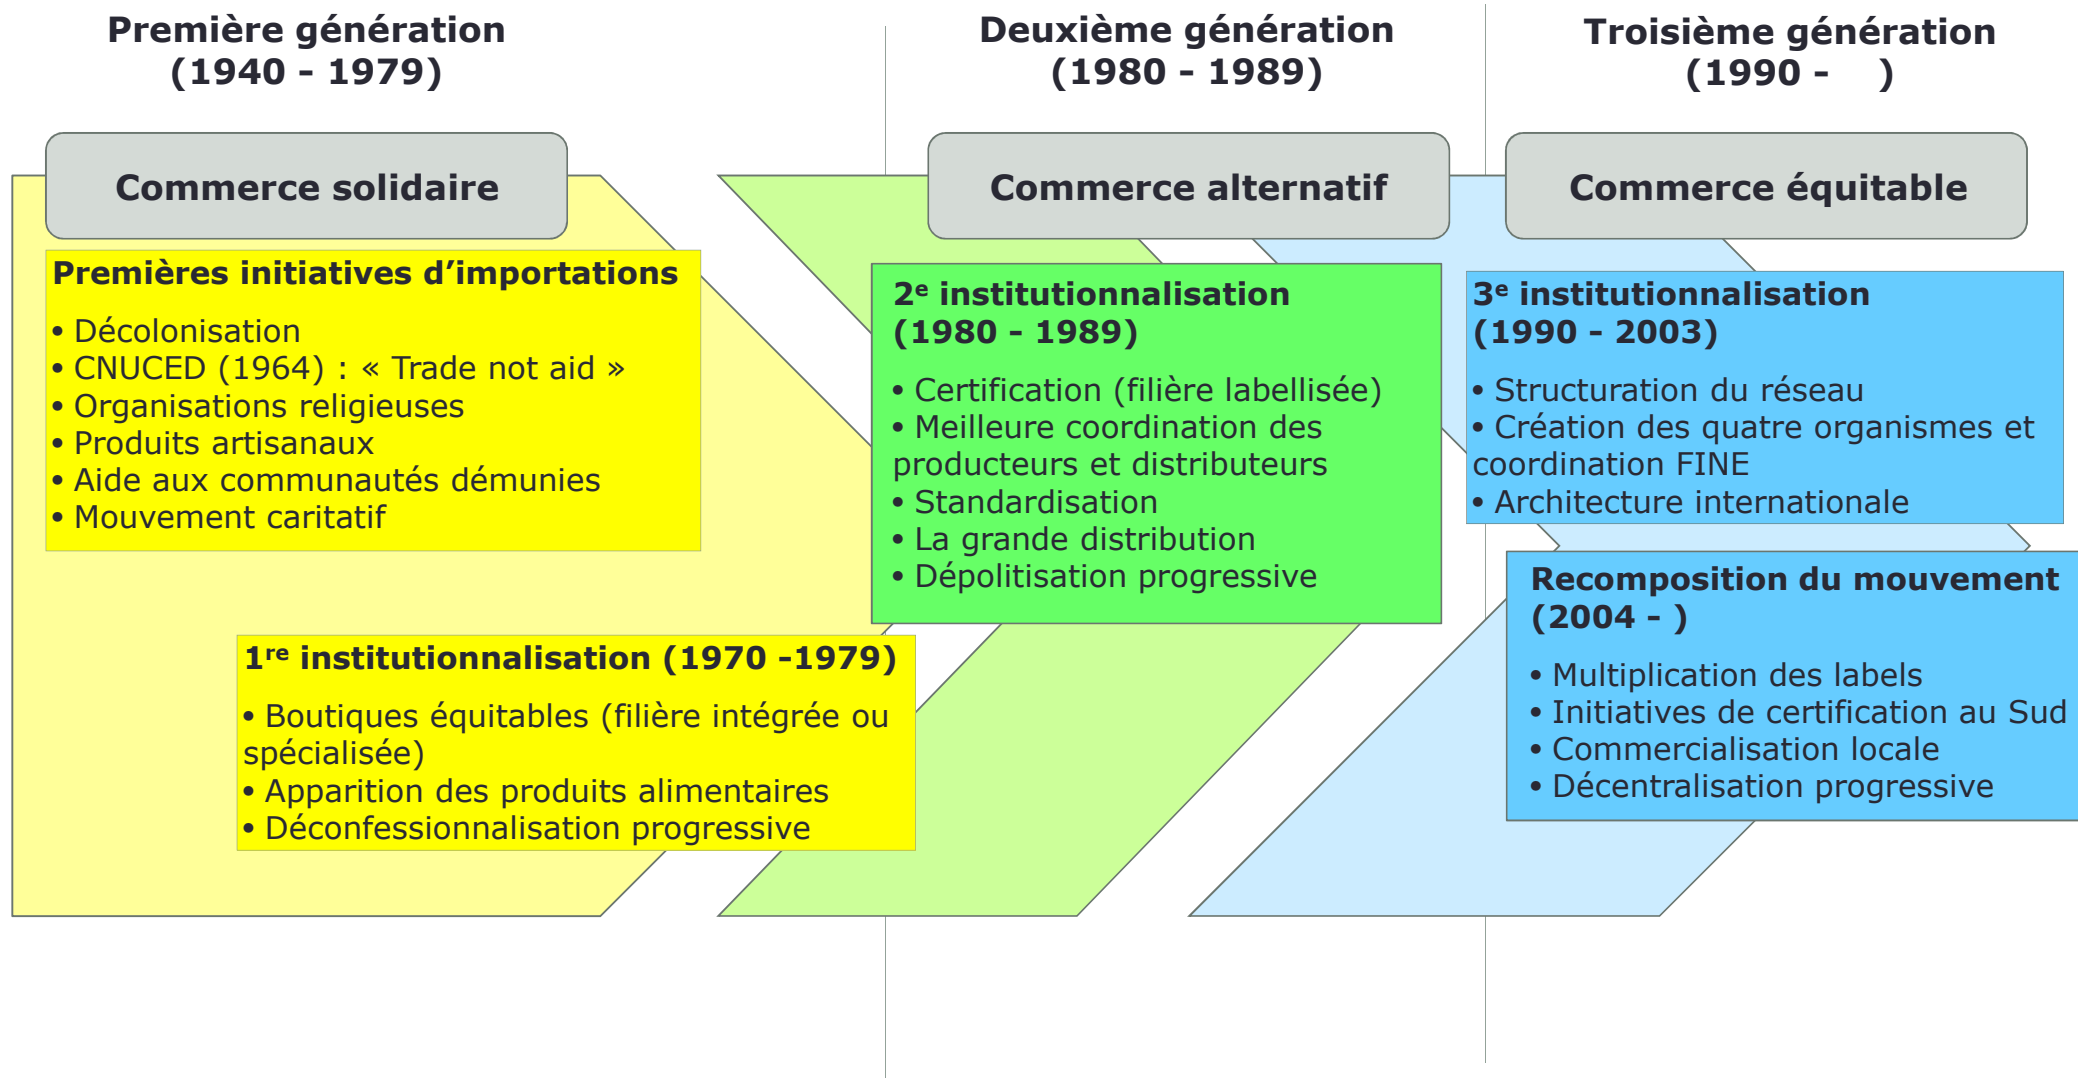 Première génération
(1940 - 1979)
Commerce solidaire
Premières initiatives d’importations
• Décolonisation
• CNUCED (1964) : « Trade not aid »
• Organisations religieuses
• Produits artisanaux
• Aide aux communautés démunies
• Mouvement caritatif
1re institutionnalisation (1970 -1979)
• Boutiques équitables (filière intégrée ou
spécialisée)
• Apparition des produits alimentaires
• Déconfessionnalisation progressive
Deuxième génération
(1980 - 1989)
Commerce alternatif
2e institutionnalisation
(1980 - 1989)
• Certification (filière labellisée)
• Meilleure coordination des
producteurs et distributeurs
• Standardisation
• La grande distribution
• Dépolitisation progressive
Troisième génération
(1990 - )
Commerce équitable
3e institutionnalisation
(1990 - 2003)
• Structuration du réseau
• Création des quatre organismes et
coordination FINE
• Architecture internationale
Recomposition du mouvement
(2004 - )
• Multiplication des labels
• Initiatives de certification au Sud
• Commercialisation locale
• Décentralisation progressive